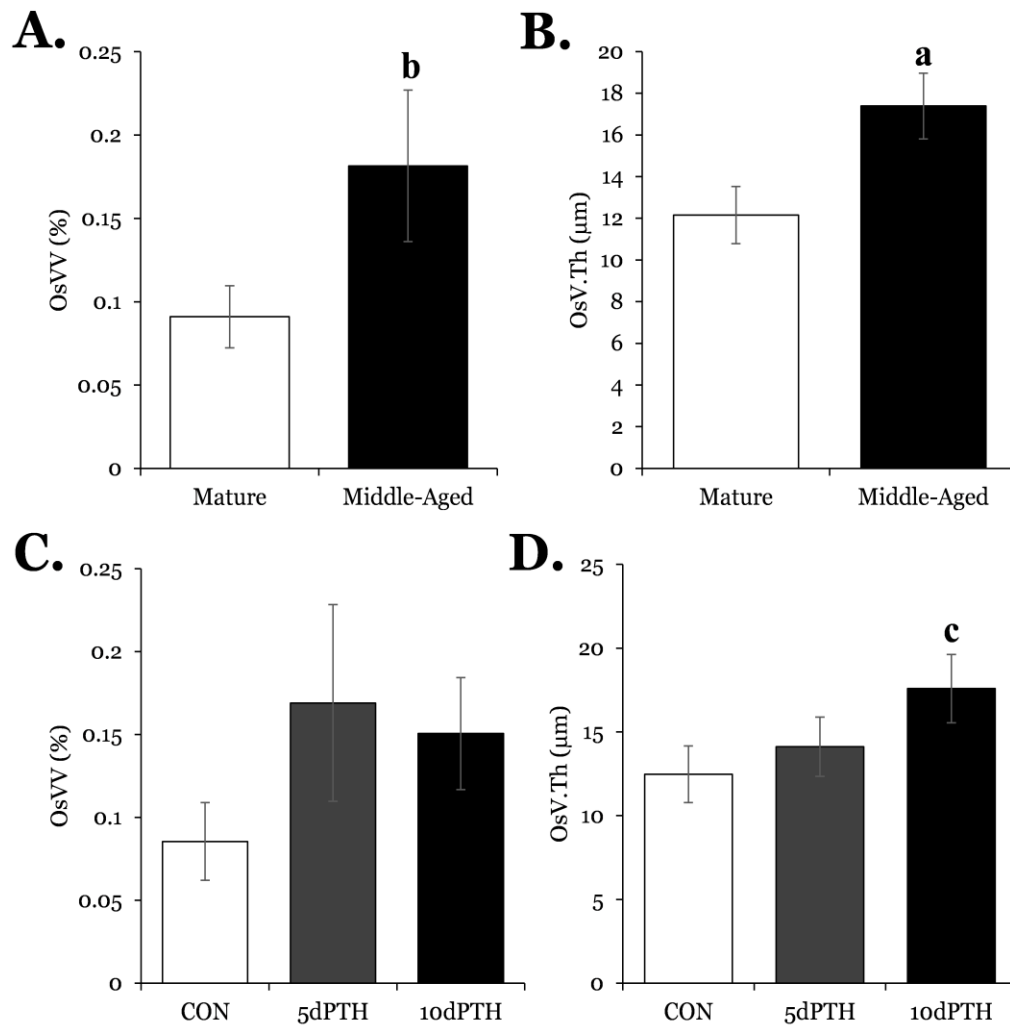 A.
OsVV (%)
0.25
0.2
0.15
0.1
0.05
0
b
Mature
Middle-Aged
B.
OsV.Th (μm)
20
18
16
14
12
10
8
6
4
2
0
a
Mature
Middle-Aged
C.
OsVV (%)
0.25
0.2
0.15
0.1
0.05
0
CON
5dPTH
10dPTH
D.
OsV.Th (μm)
25
20
15
10
5
0
c
CON
5dPTH
10dPTH